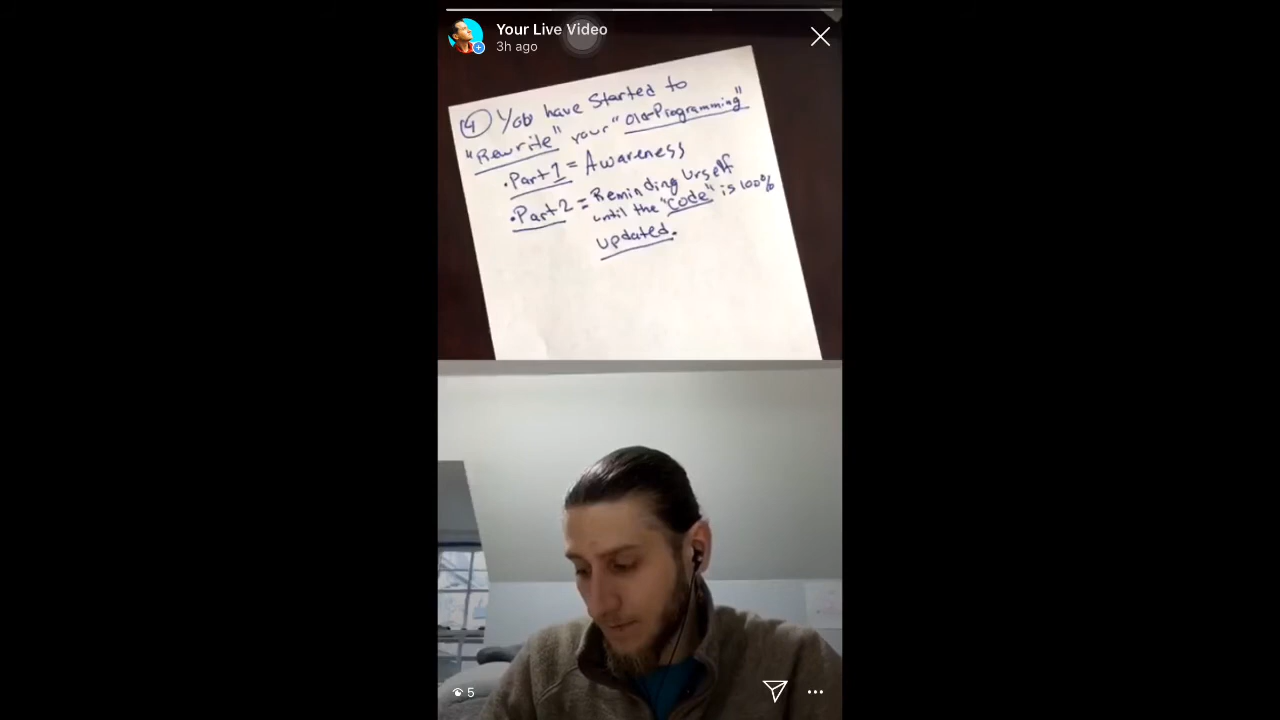 Your Live Video
3h ago
4 You have Started to
"Rewrite" your "Old-Programming"
• Part 1 = Awareness
• Part 2 = Reminding Urself
until the "Code" is 100%
updated.
5